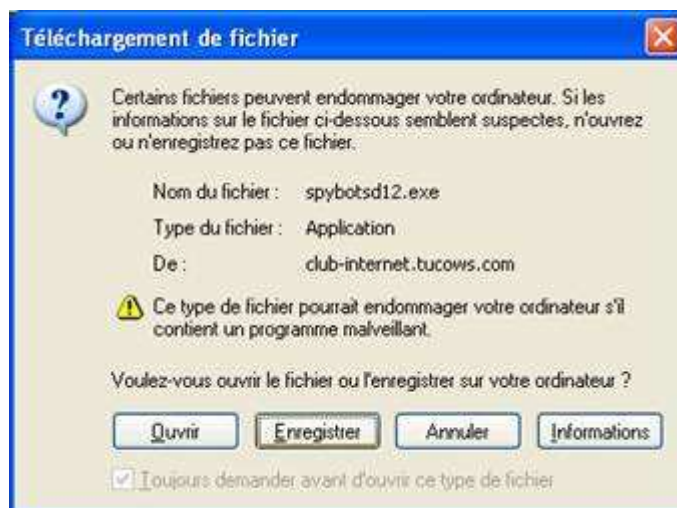 Téléchargement de fichier
Certains fichiers peuvent endommager votre ordinateur. Si les
informations sur le fichier ci-dessous semblent suspectes, n'ouvrez
ou n'enregistrez pas ce fichier.
Nom du fichier : spybotsd12.exe
Type du fichier : Application
De : club-internet.tucows.com
Ce type de fichier pourrait endommager votre ordinateur s'il
contient un programme malveillant.
Voulez-vous ouvrir le fichier ou l'enregistrer sur votre ordinateur ?
Ouvrir Enregistrer Annuler Informations
Toujours demander avant d'ouvrir ce type de fichier